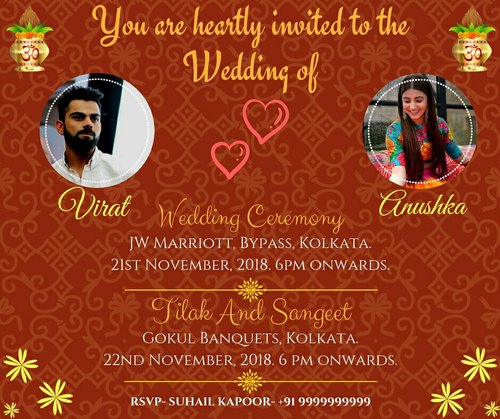 You are heartly invited to the
Wedding of
Virat
Anushka
Wedding Ceremony
JW Marriott, Bypass, Kolkata.
21st November, 2018. 6pm onwards.
Tilak And Sangeet
Gokul Banquets, Kolkata.
22nd November, 2018. 6 pm onwards.
RSVP- SUHAIL KAPOOR- +91 9999999999